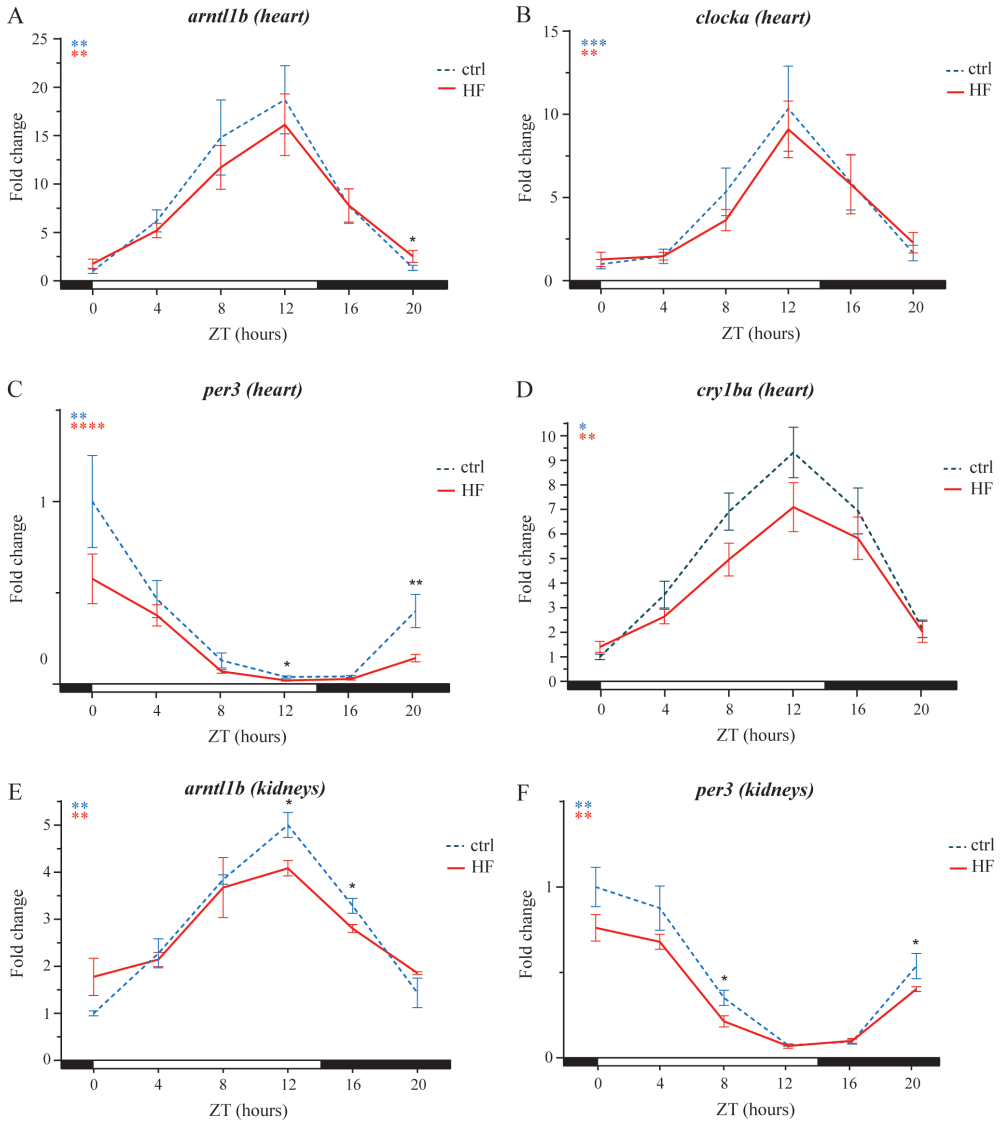 A
arntl1b (heart)
**
**
25
20
15
10
5
0
Fold change
ctrl
HF
*
0 4 8 12 16 20
ZT (hours)
B
clocka (heart)
***
**
15
10
5
0
Fold change
ctrl
HF
0 4 8 12 16 20
ZT (hours)
C
per3 (heart)
**
****
1
0
Fold change
ctrl
HF
*
**
0 4 8 12 16 20
ZT (hours)
D
cry1ba (heart)
*
**
10
9
8
7
6
5
4
3
2
1
0
Fold change
ctrl
HF
0 4 8 12 16 20
ZT (hours)
E
arntl1b (kidneys)
**
**
5
4
3
2
1
0
Fold change
ctrl
HF
*
*
0 4 8 12 16 20
ZT (hours)
F
per3 (kidneys)
**
**
1
0
Fold change
ctrl
HF
*
*
0 4 8 12 16 20
ZT (hours)